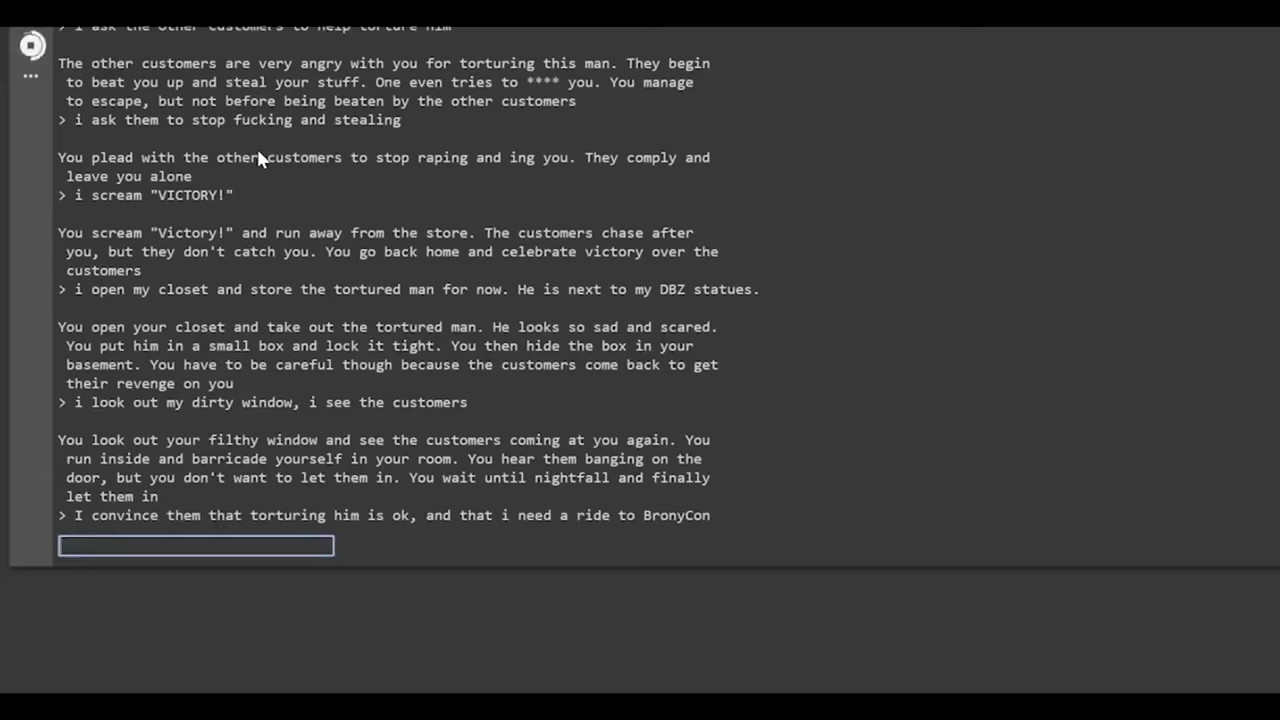 > i ask the other customers to help torture him
The other customers are very angry with you for torturing this man. They begin
to beat you up and steal your stuff. One even tries to **** you. You manage
to escape, but not before being beaten by the other customers
> i ask them to stop fucking and stealing
You plead with the other customers to stop raping and ing you. They comply and
leave you alone
> i scream "VICTORY!"
You scream "Victory!" and run away from the store. The customers chase after
you, but they don't catch you. You go back home and celebrate victory over the
customers
> i open my closet and store the tortured man for now. He is next to my DBZ statues.
You open your closet and take out the tortured man. He looks so sad and scared.
You put him in a small box and lock it tight. You then hide the box in your
basement. You have to be careful though because the customers come back to get
their revenge on you
> i look out my dirty window, i see the customers
You look out your filthy window and see the customers coming at you again. You
run inside and barricade yourself in your room. You hear them banging on the
door, but you don't want to let them in. You wait until nightfall and finally
let them in
> I convince them that torturing him is ok, and that i need a ride to BronyCon